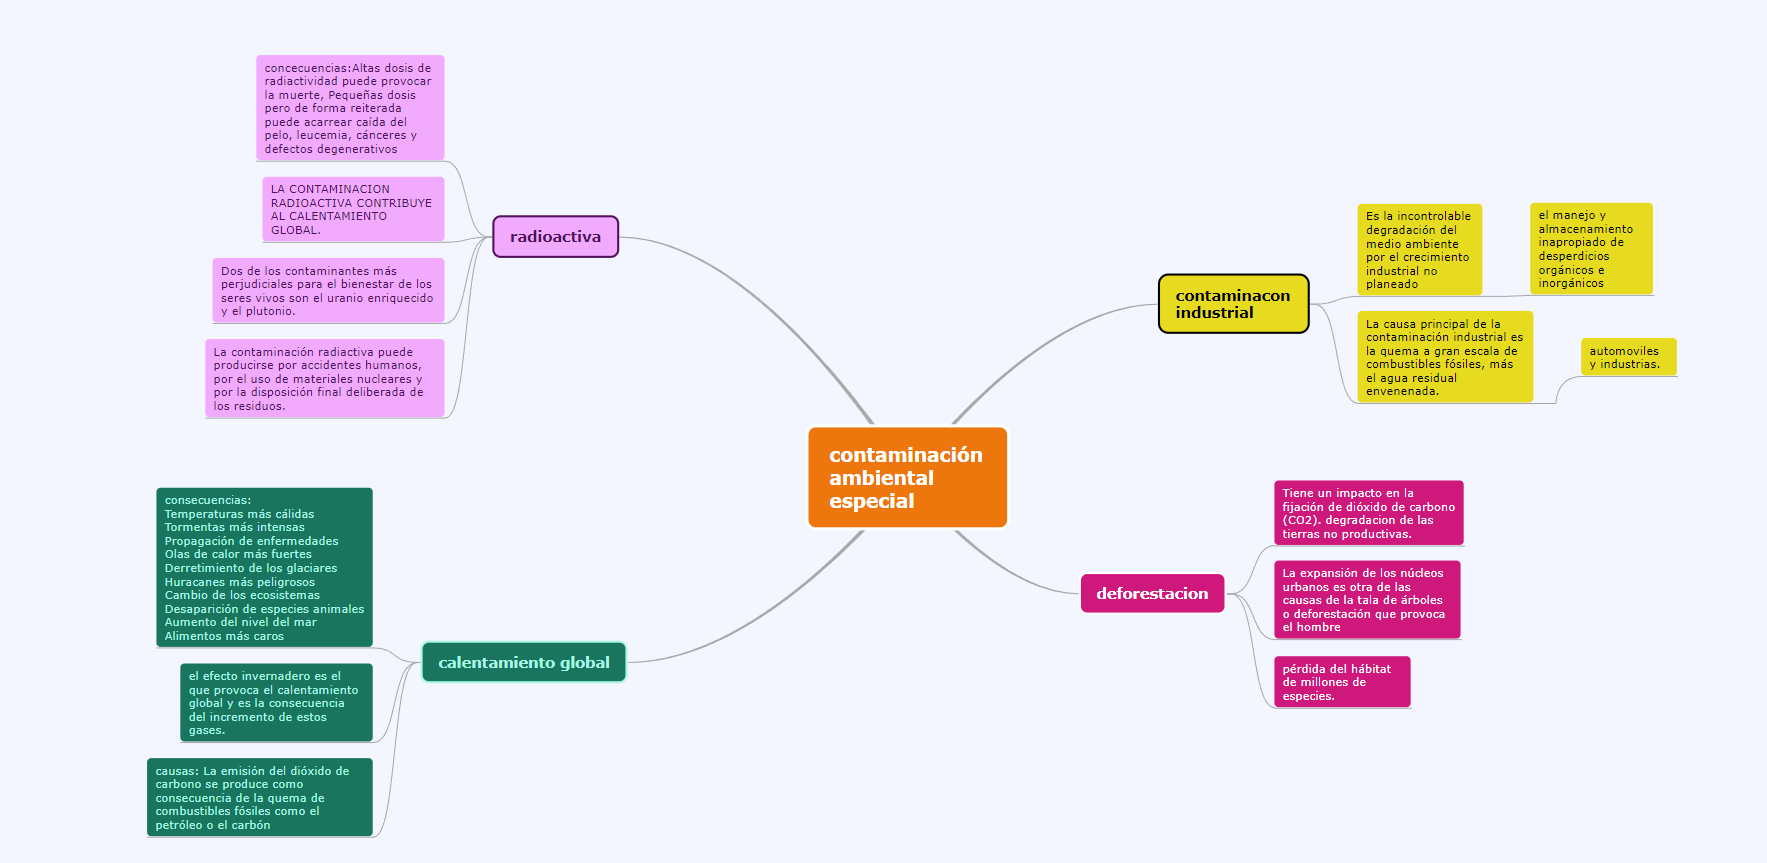 contaminación
ambiental
especial
radioactiva
concecuencias:Altas dosis de
radiactividad puede provocar
la muerte, Pequeñas dosis
pero de forma reiterada
puede acarrear caída del
pelo, leucemia, cánceres y
defectos degenerativos
LA CONTAMINACION
RADIOACTIVA CONTRIBUYE
AL CALENTAMIENTO
GLOBAL.
Dos de los contaminantes más
perjudiciales para el bienestar de los
seres vivos son el uranio enriquecido
y el plutonio.
La contaminación radiactiva puede
producirse por accidentes humanos,
por el uso de materiales nucleares y
por la disposición final deliberada de
los residuos.
contaminacon
industrial
Es la incontrolable
degradación del
medio ambiente
por el crecimiento
industrial no
planeado
el manejo y
almacenamiento
inapropiado de
desperdicios
orgánicos e
inorgánicos
La causa principal de la
contaminación industrial es
la quema a gran escala de
combustibles fósiles, más
el agua residual
envenenada.
automoviles
y industrias.
calentamiento global
consecuencias:
Temperaturas más cálidas
Tormentas más intensas
Propagación de enfermedades
Olas de calor más fuertes
Derretimiento de los glaciares
Huracanes más peligrosos
Cambio de los ecosistemas
Desaparición de especies animales
Aumento del nivel del mar
Alimentos más caros
el efecto invernadero es el
que provoca el calentamiento
global y es la consecuencia
del incremento de estos
gases.
causas: La emisión del dióxido de
carbono se produce como
consecuencia de la quema de
combustibles fósiles como el
petróleo o el carbón
deforestacion
Tiene un impacto en la
fijación de dióxido de carbono
(CO2). degradacion de las
tierras no productivas.
La expansión de los núcleos
urbanos es otra de las
causas de la tala de árboles
o deforestación que provoca
el hombre
pérdida del hábitat
de millones de
especies.